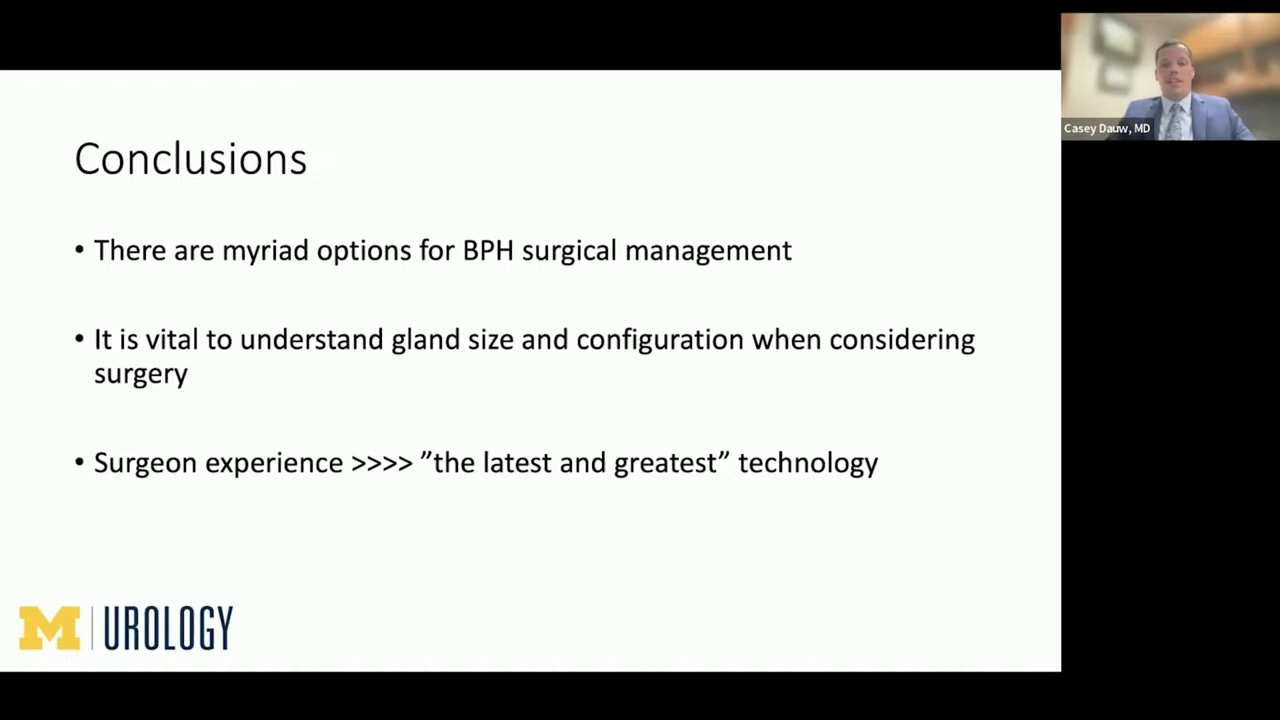 Conclusions
• There are myriad options for BPH surgical management
• It is vital to understand gland size and configuration when considering
surgery
• Surgeon experience >>>> ”the latest and greatest” technology
M | UROLOGY
Casey Dauw, MD